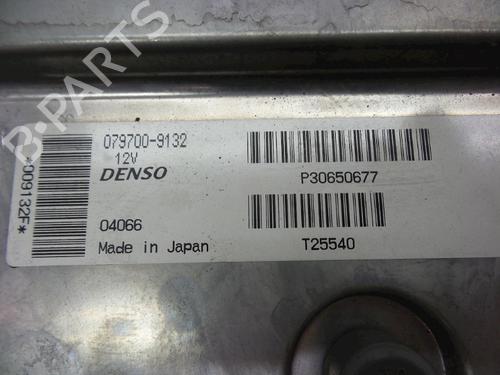 079700-9132
12V
DENSO
04066
Made in Japan
P30650677
T25540
*009132F*
B-PARTS